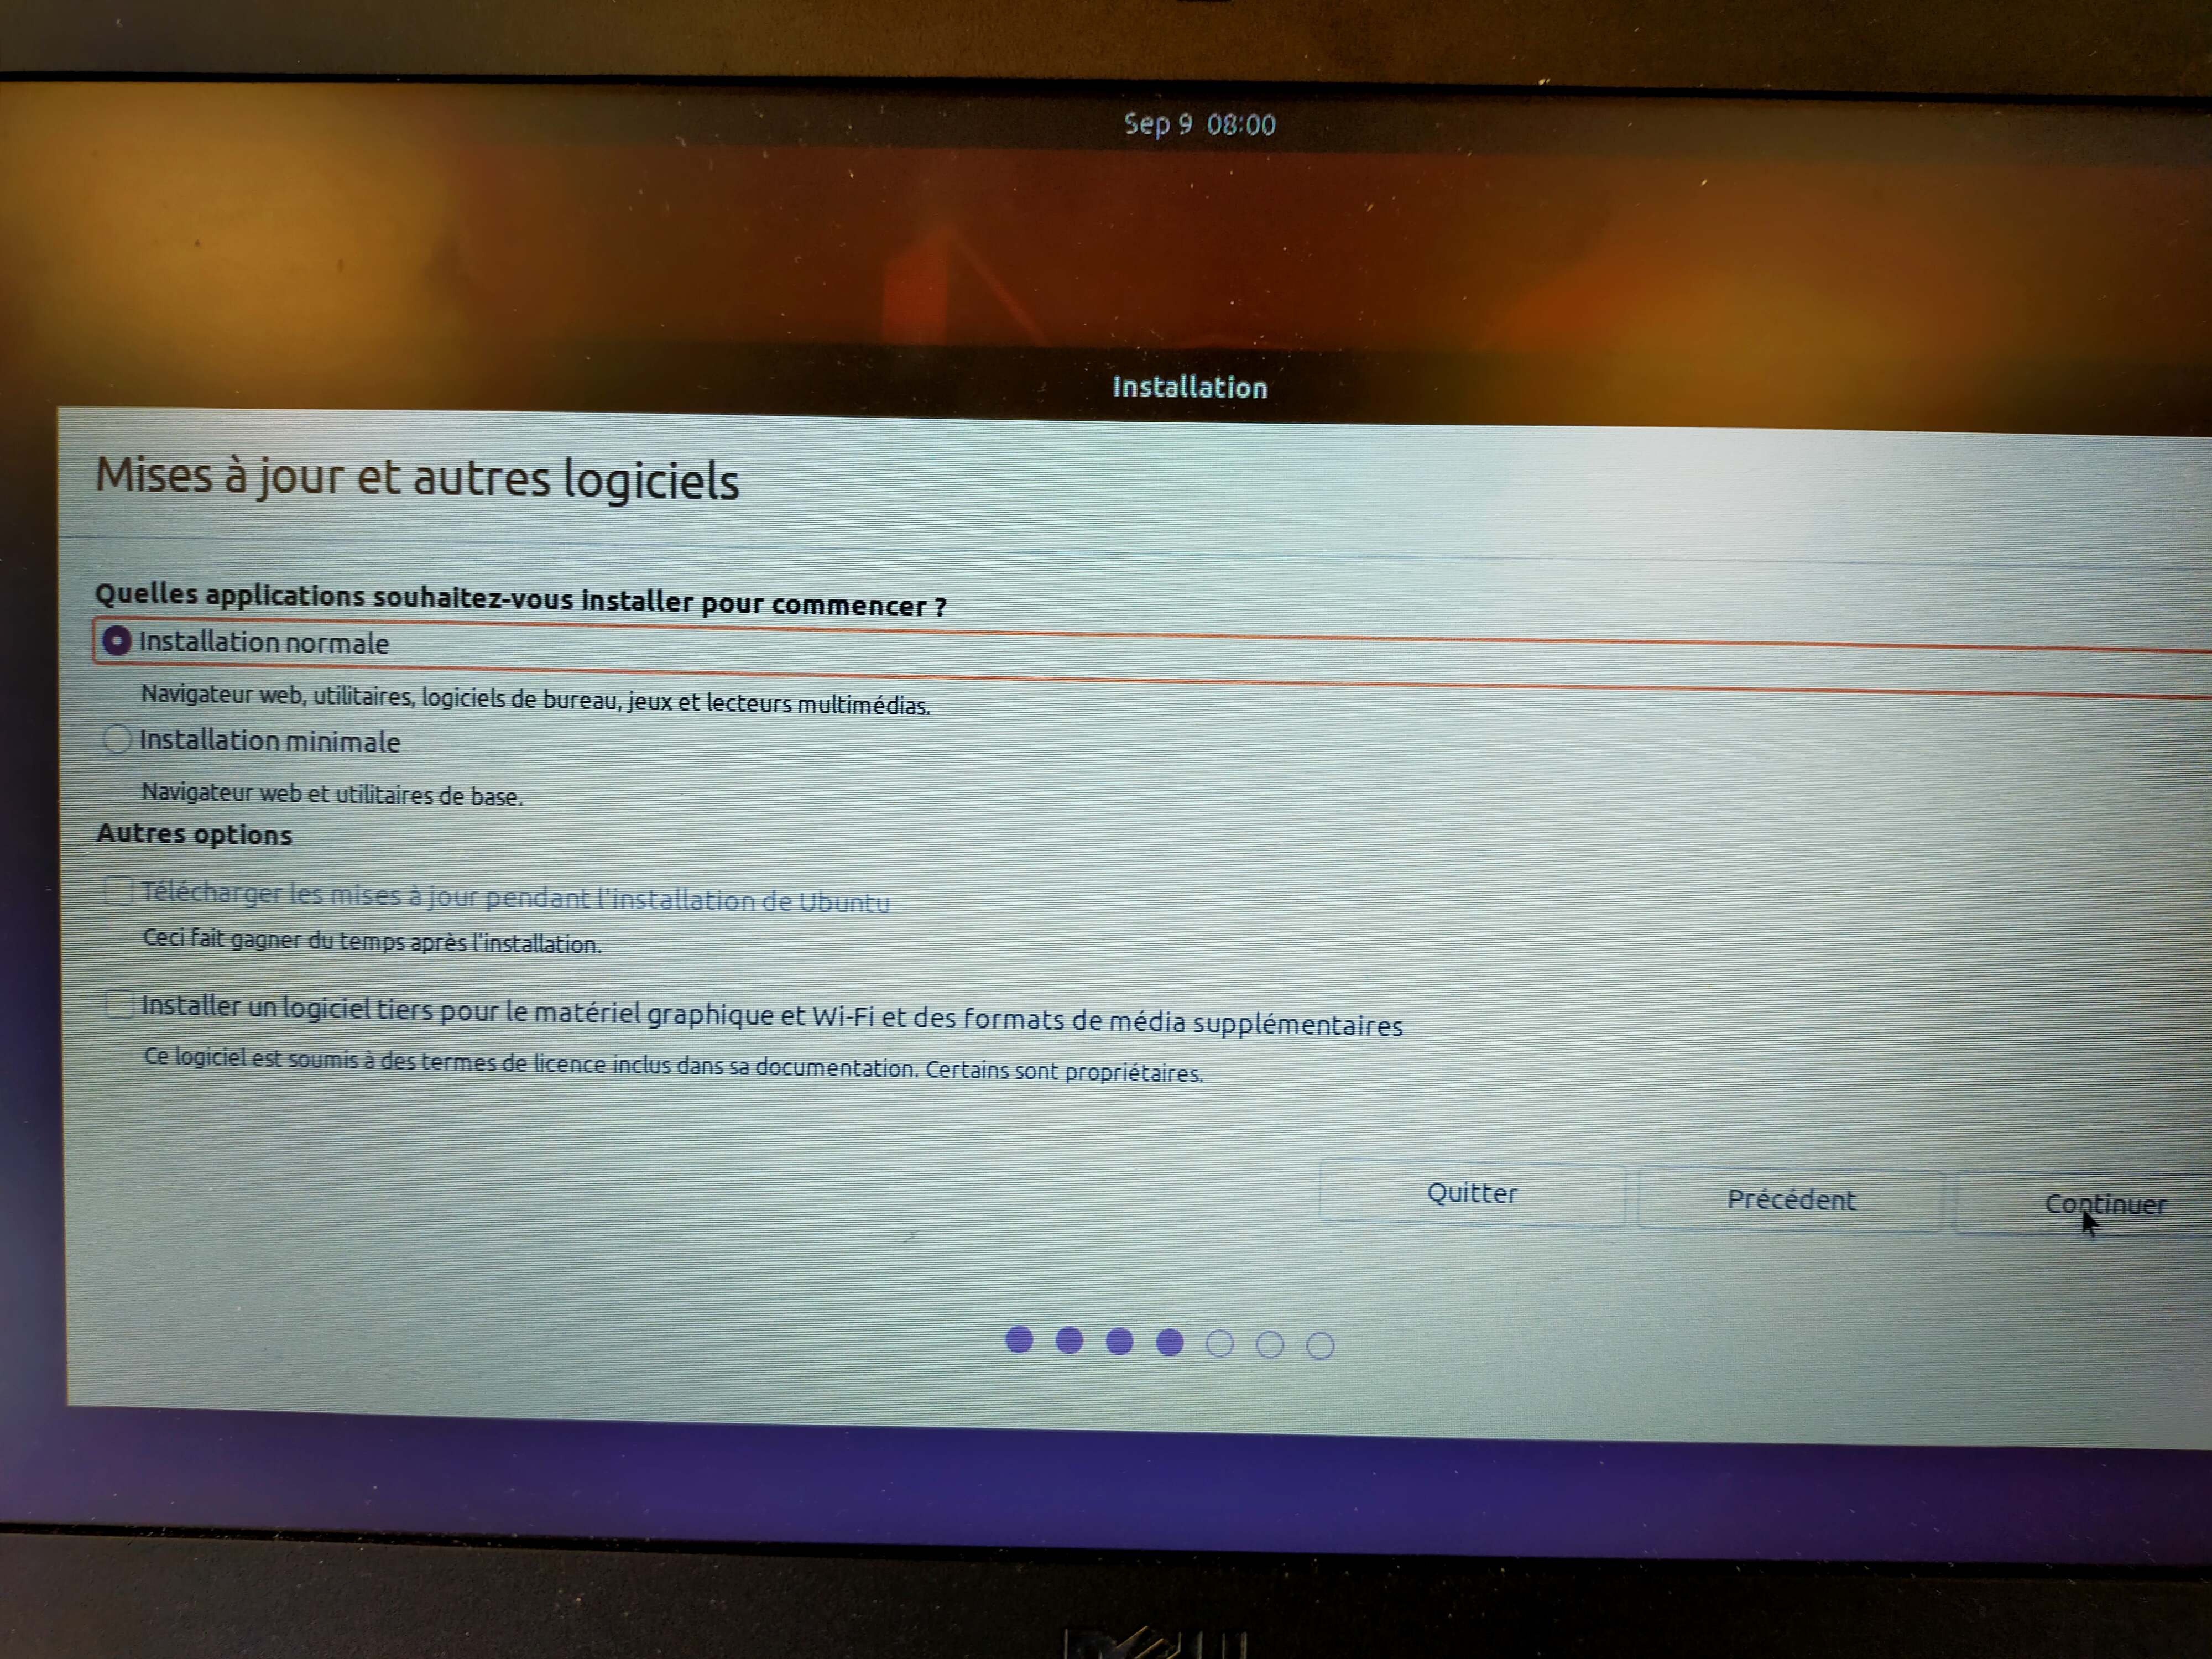 Sep 9 08:00
Installation
Mises à jour et autres logiciels
Quelles applications souhaitez-vous installer pour commencer ?
Installation normale
Navigateur web, utilitaires, logiciels de bureau, jeux et lecteurs multimédias.
Installation minimale
Navigateur web et utilitaires de base.
Autres options
Télécharger les mises à jour pendant l'installation de Ubuntu
Ceci fait gagner du temps après l'installation.
Installer un logiciel tiers pour le matériel graphique et Wi-Fi et des formats de média supplémentaires
Ce logiciel est soumis à des termes de licence inclus dans sa documentation. Certains sont propriétaires.
Quitter Précédent Continuer